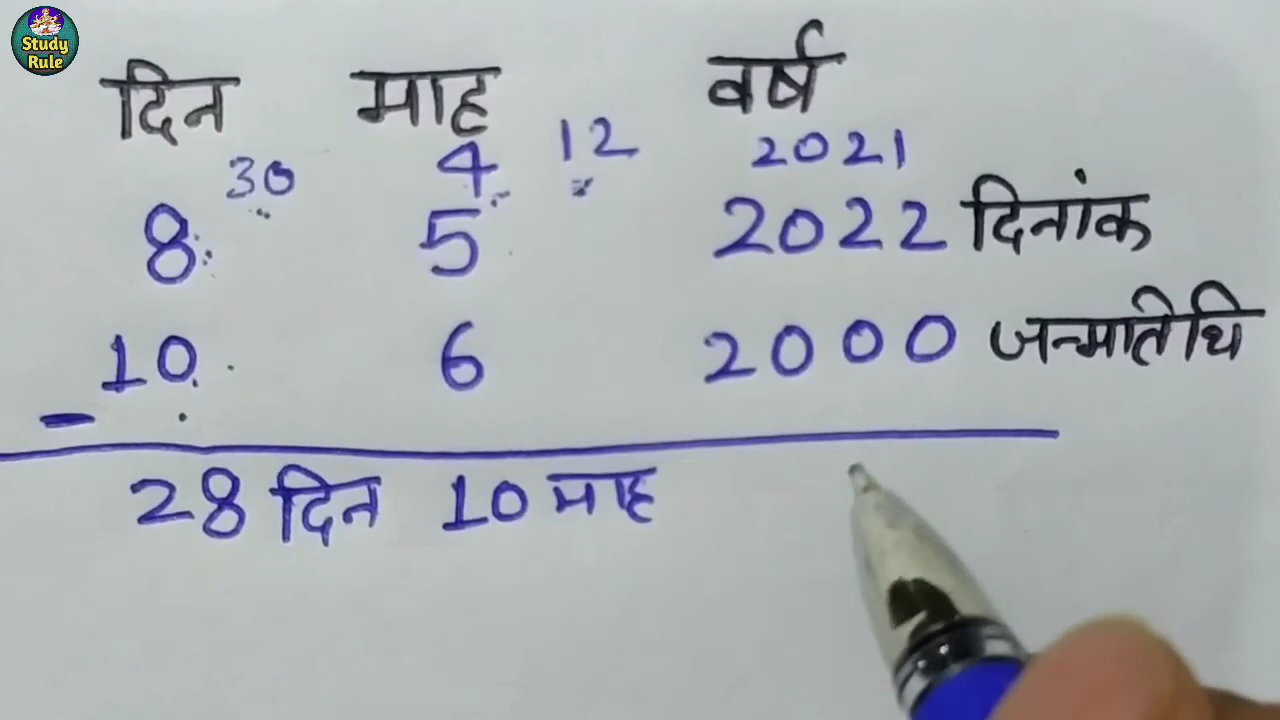 Study
Rule
दिन माह वर्ष
30 4 12 2021
8 5 2022 दिनांक
10 6 2000 जन्मतिथि
-
28 दिन 10 माह